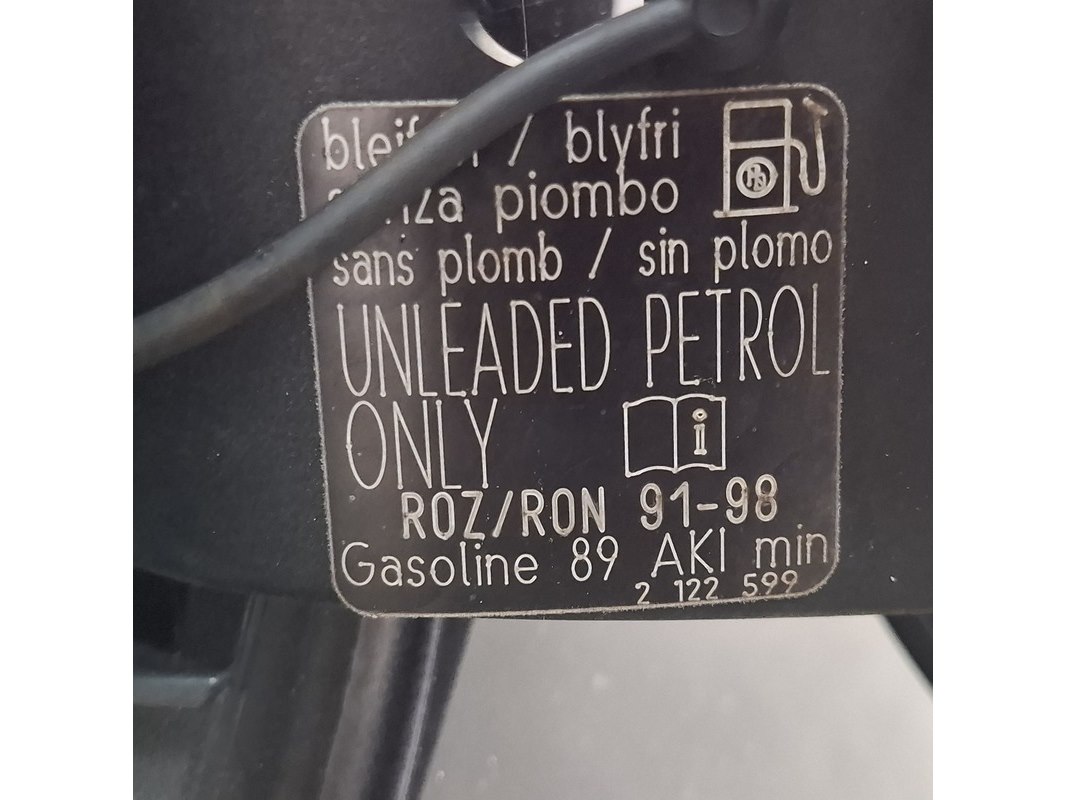 / blyfri
piombo
sans plomb / sin plomo
UNLEADED PETROL
ONLY
i
ROZ/RON 91-98
Gasoline 89 AKI min
2 122 599